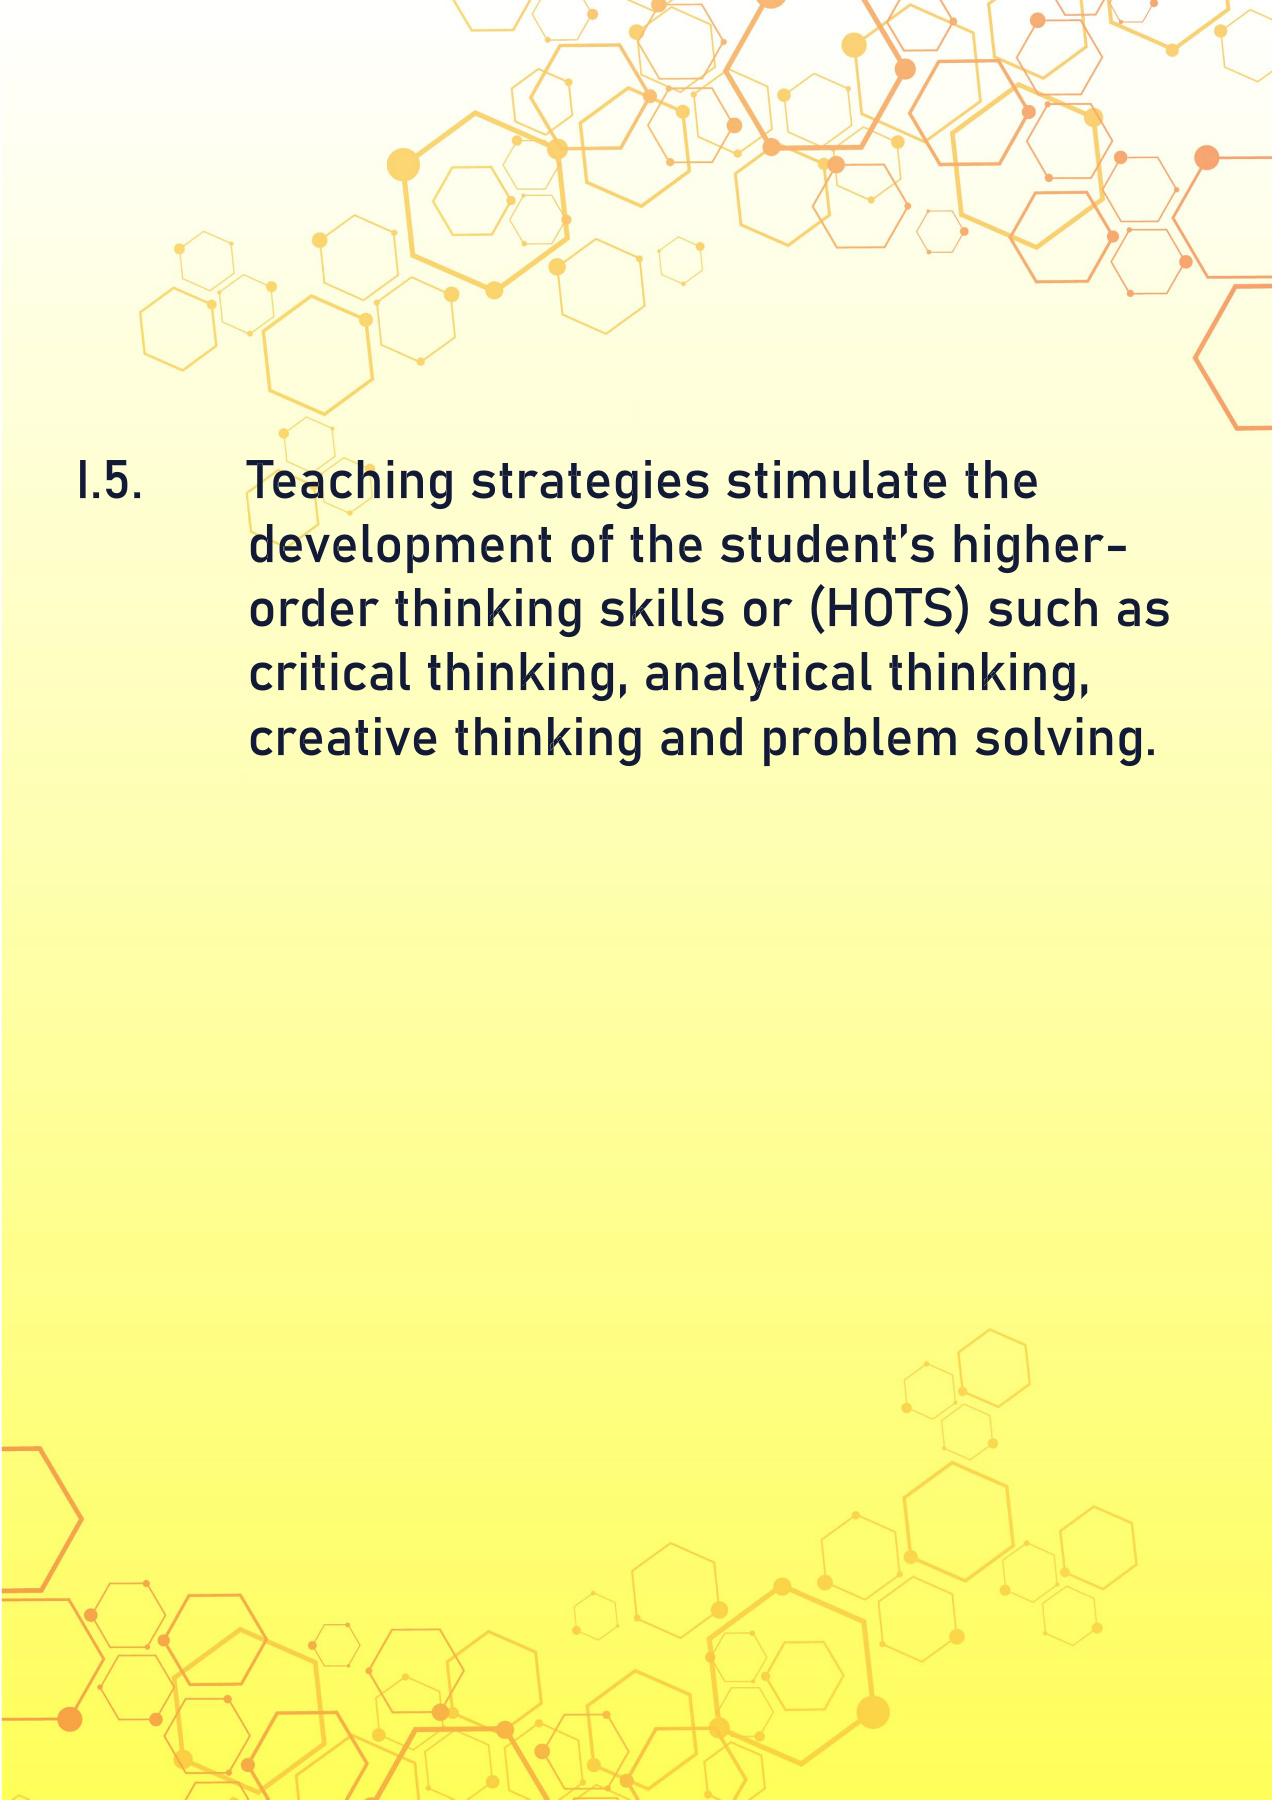 I.5. Teaching strategies stimulate the
development of the student's higher-
order thinking skills or (HOTS) such as
critical thinking, analytical thinking,
creative thinking and problem solving.